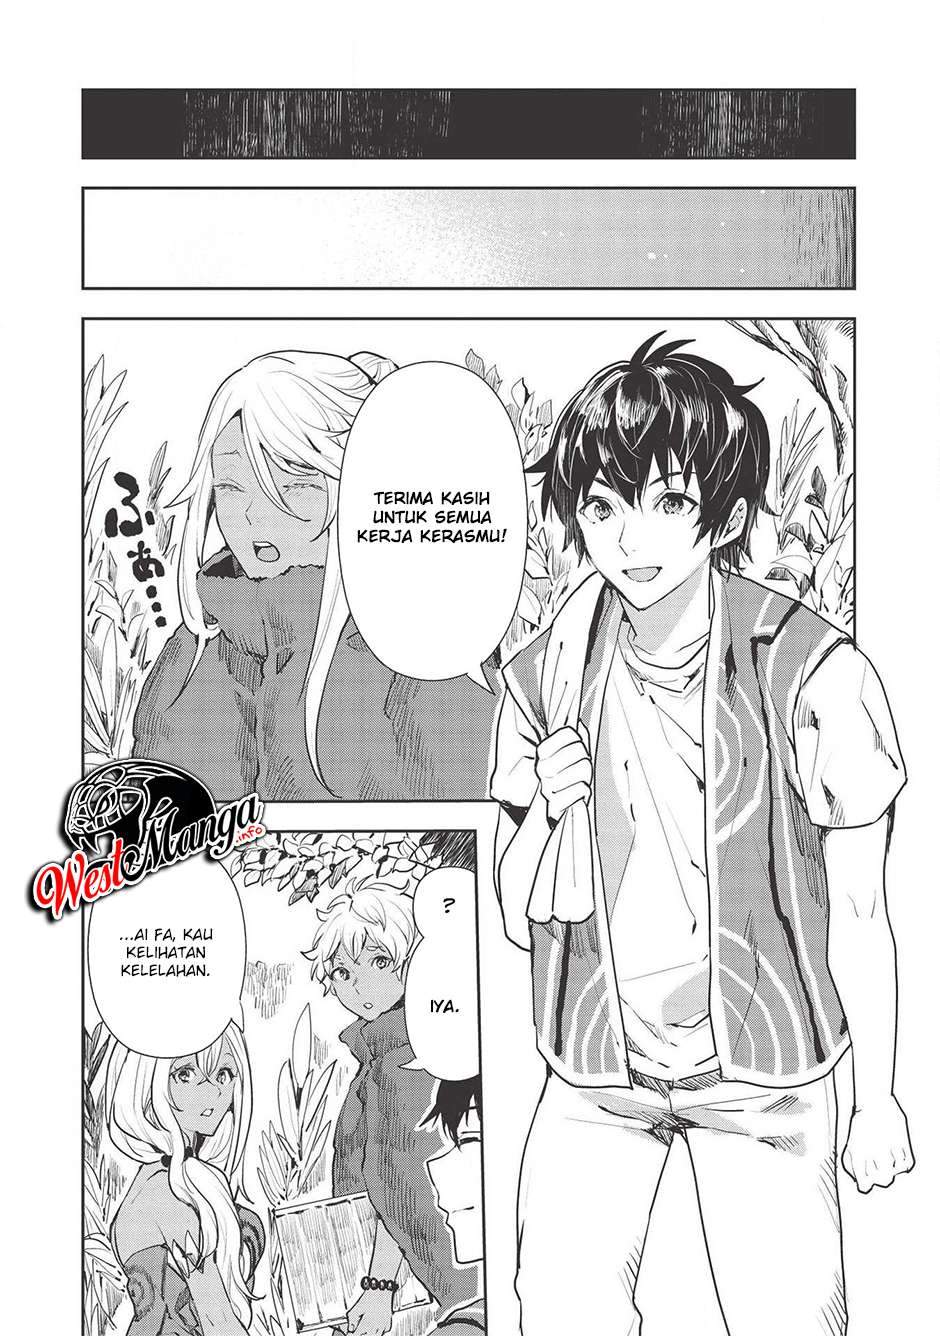 TERIMA KASIH
UNTUK SEMUA
KERJA KERASMU!
ふぁ…
WestManga
.info
...AI FA, KAU
KELIHATAN
KELELAHAN.
?
IYA.